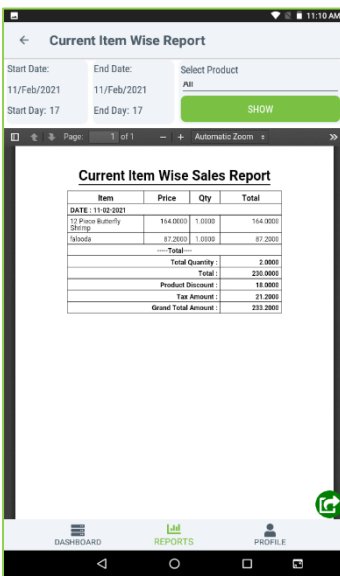 11:10 AM
Current Item Wise Report
Start Date: End Date: Select Product
11/Feb/2021 11/Feb/2021 All
Start Day: 17 End Day: 17 SHOW
Page: 1 of 1 − + Automatic Zoom
Current Item Wise Sales Report
Item Price Qty Total
DATE : 11-02-2021
12 Piece Butterfly 164.0000 1.0000 164.0000
Shrimp
falooda 87.2000 1.0000 87.2000
-----Total----
Total Quantity : 2.0000
Total : 230.0000
Product Discount : 18.0000
Tax Amount : 21.2000
Grand Total Amount : 233.2000
DASHBOARD REPORTS PROFILE